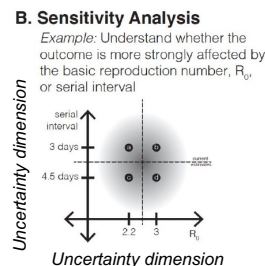 B. Sensitivity Analysis
Example: Understand whether the
outcome is more strongly affected by
the basic reproduction number, R₀,
or serial interval
Uncertainty dimension
serial
interval
3 days
4.5 days
a
b
c
d
current
estimates
2.2
3
R₀
Uncertainty dimension